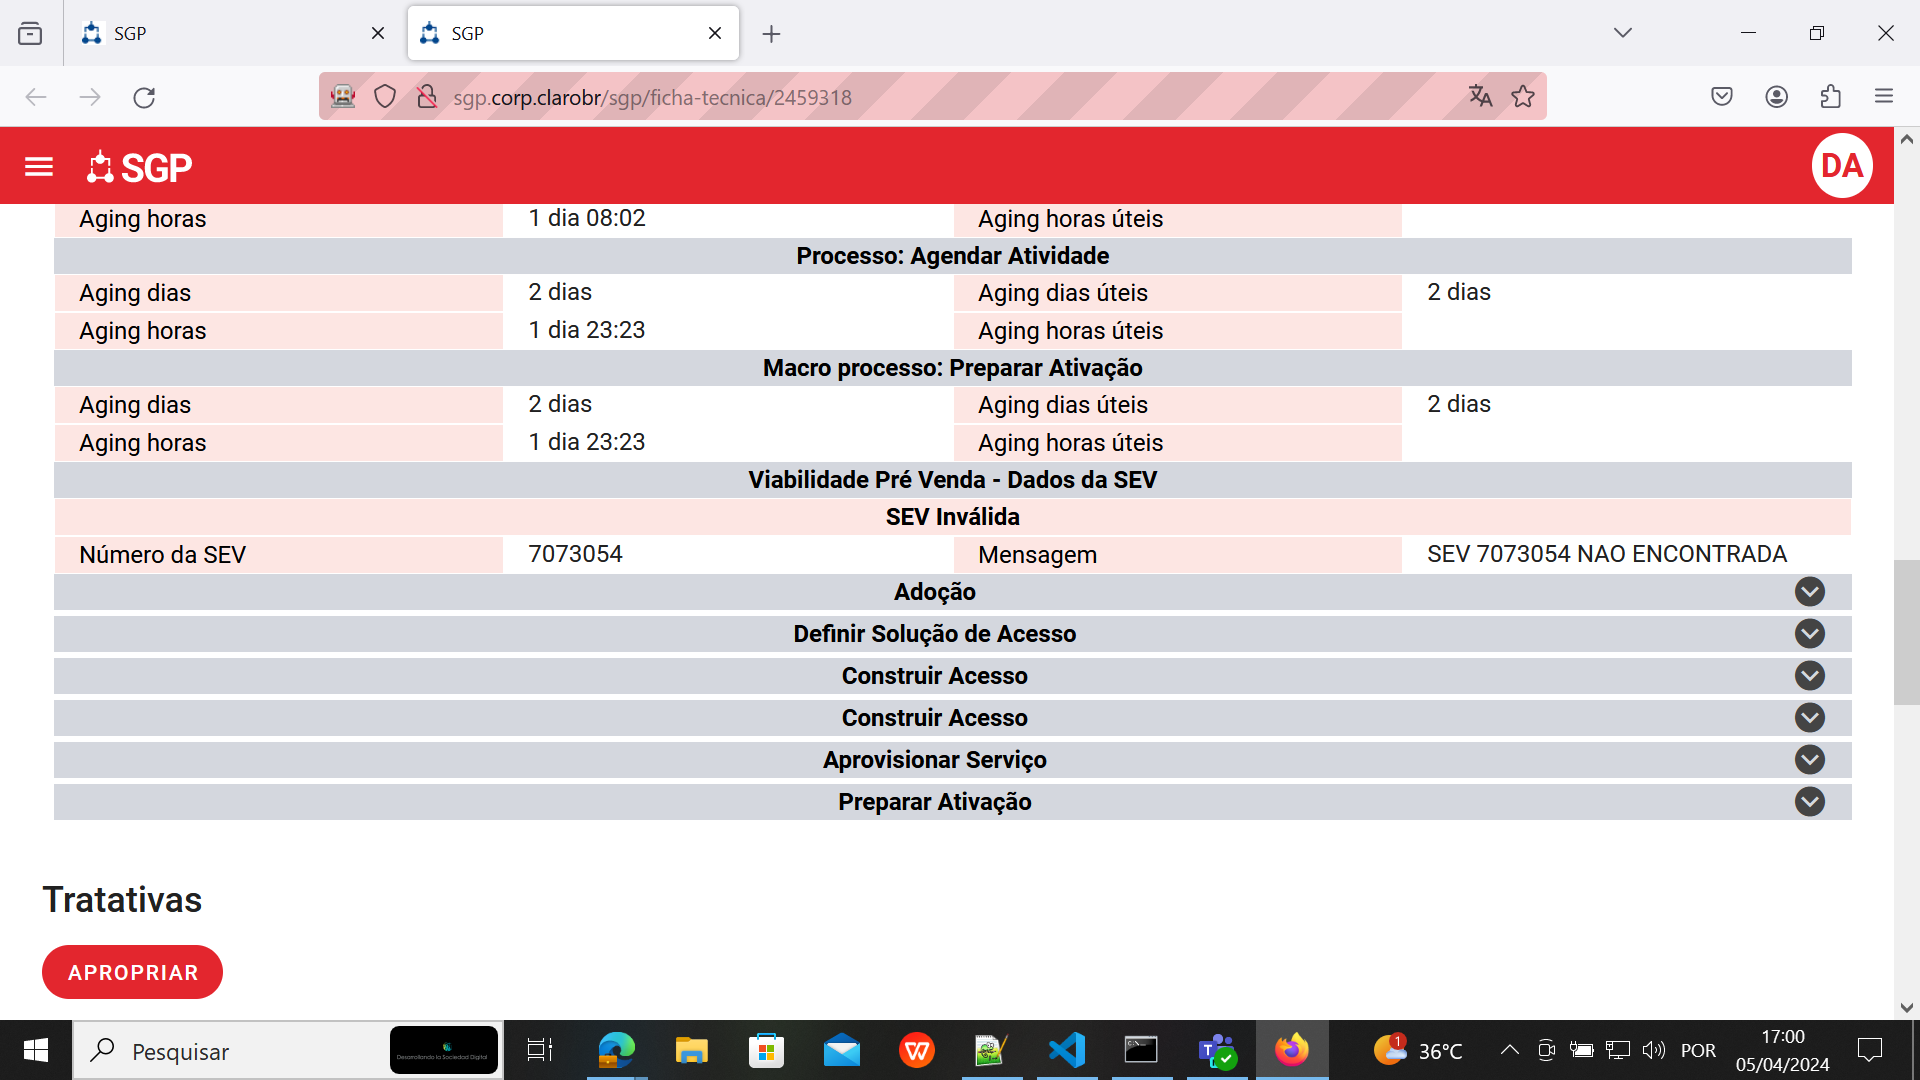 SGP
SGP
sgp.corp.clarobr/sgp/ficha-tecnica/2459318
SGP
DA
Aging horas 1 dia 08:02 Aging horas úteis
Processo: Agendar Atividade
Aging dias 2 dias Aging dias úteis 2 dias
Aging horas 1 dia 23:23 Aging horas úteis
Macro processo: Preparar Ativação
Aging dias 2 dias Aging dias úteis 2 dias
Aging horas 1 dia 23:23 Aging horas úteis
Viabilidade Pré Venda - Dados da SEV
SEV Inválida
Número da SEV 7073054 Mensagem SEV 7073054 NAO ENCONTRADA
Adoção
Definir Solução de Acesso
Construir Acesso
Construir Acesso
Aprovisionar Serviço
Preparar Ativação
Tratativas
APROPRIAR
Pesquisar
Desarrollando la Sociedad Digital
1
36°C
POR
17:00
05/04/2024